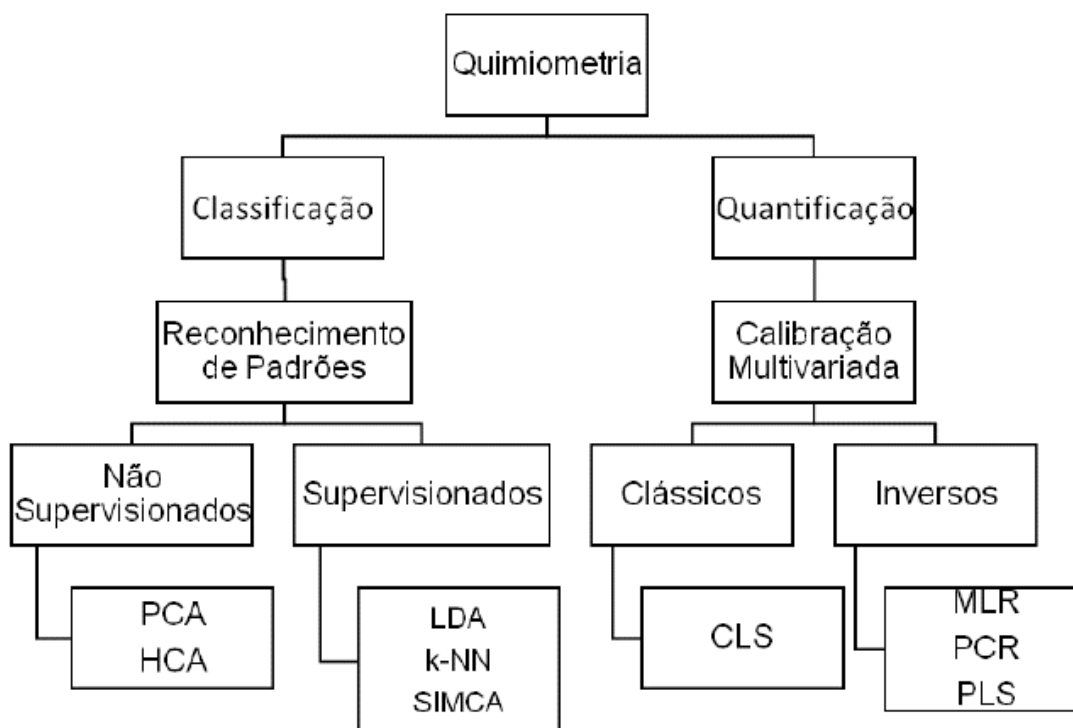 Quimiometria
Classificação
Quantificação
Reconhecimento
de Padrões
Calibração
Multivariada
Não
Supervisionados
Supervisionados
Clássicos
Inversos
PCA
HCA
LDA
k-NN
SIMCA
CLS
MLR
PCR
PLS